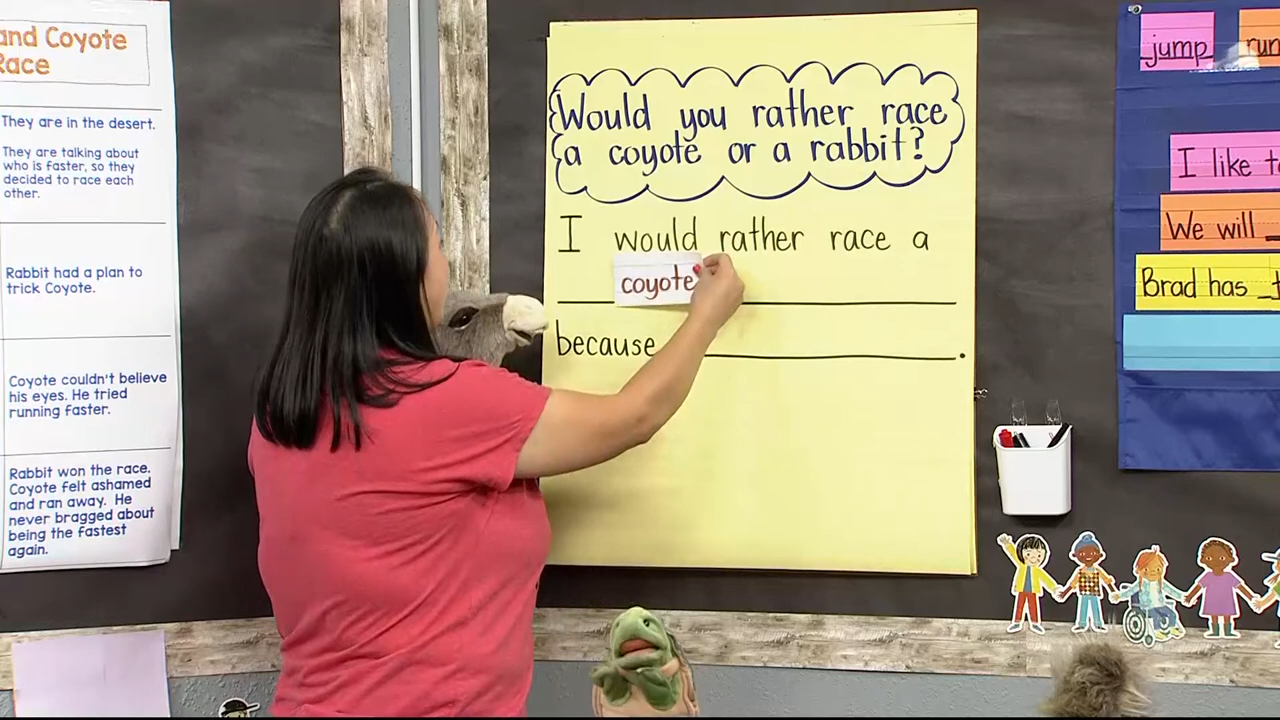 and Coyote
Race
They are in the desert.
They are talking about
who is faster, so they
decided to race each
other.
Rabbit had a plan to
trick Coyote.
Coyote couldn't believe
his eyes. He tried
running faster.
Rabbit won the race.
Coyote felt ashamed
and ran away. He
never bragged about
being the fastest
again.
Would you rather race
a coyote or a rabbit?
I would rather race a
coyote
because
jump
run
I like
We will
Brad has